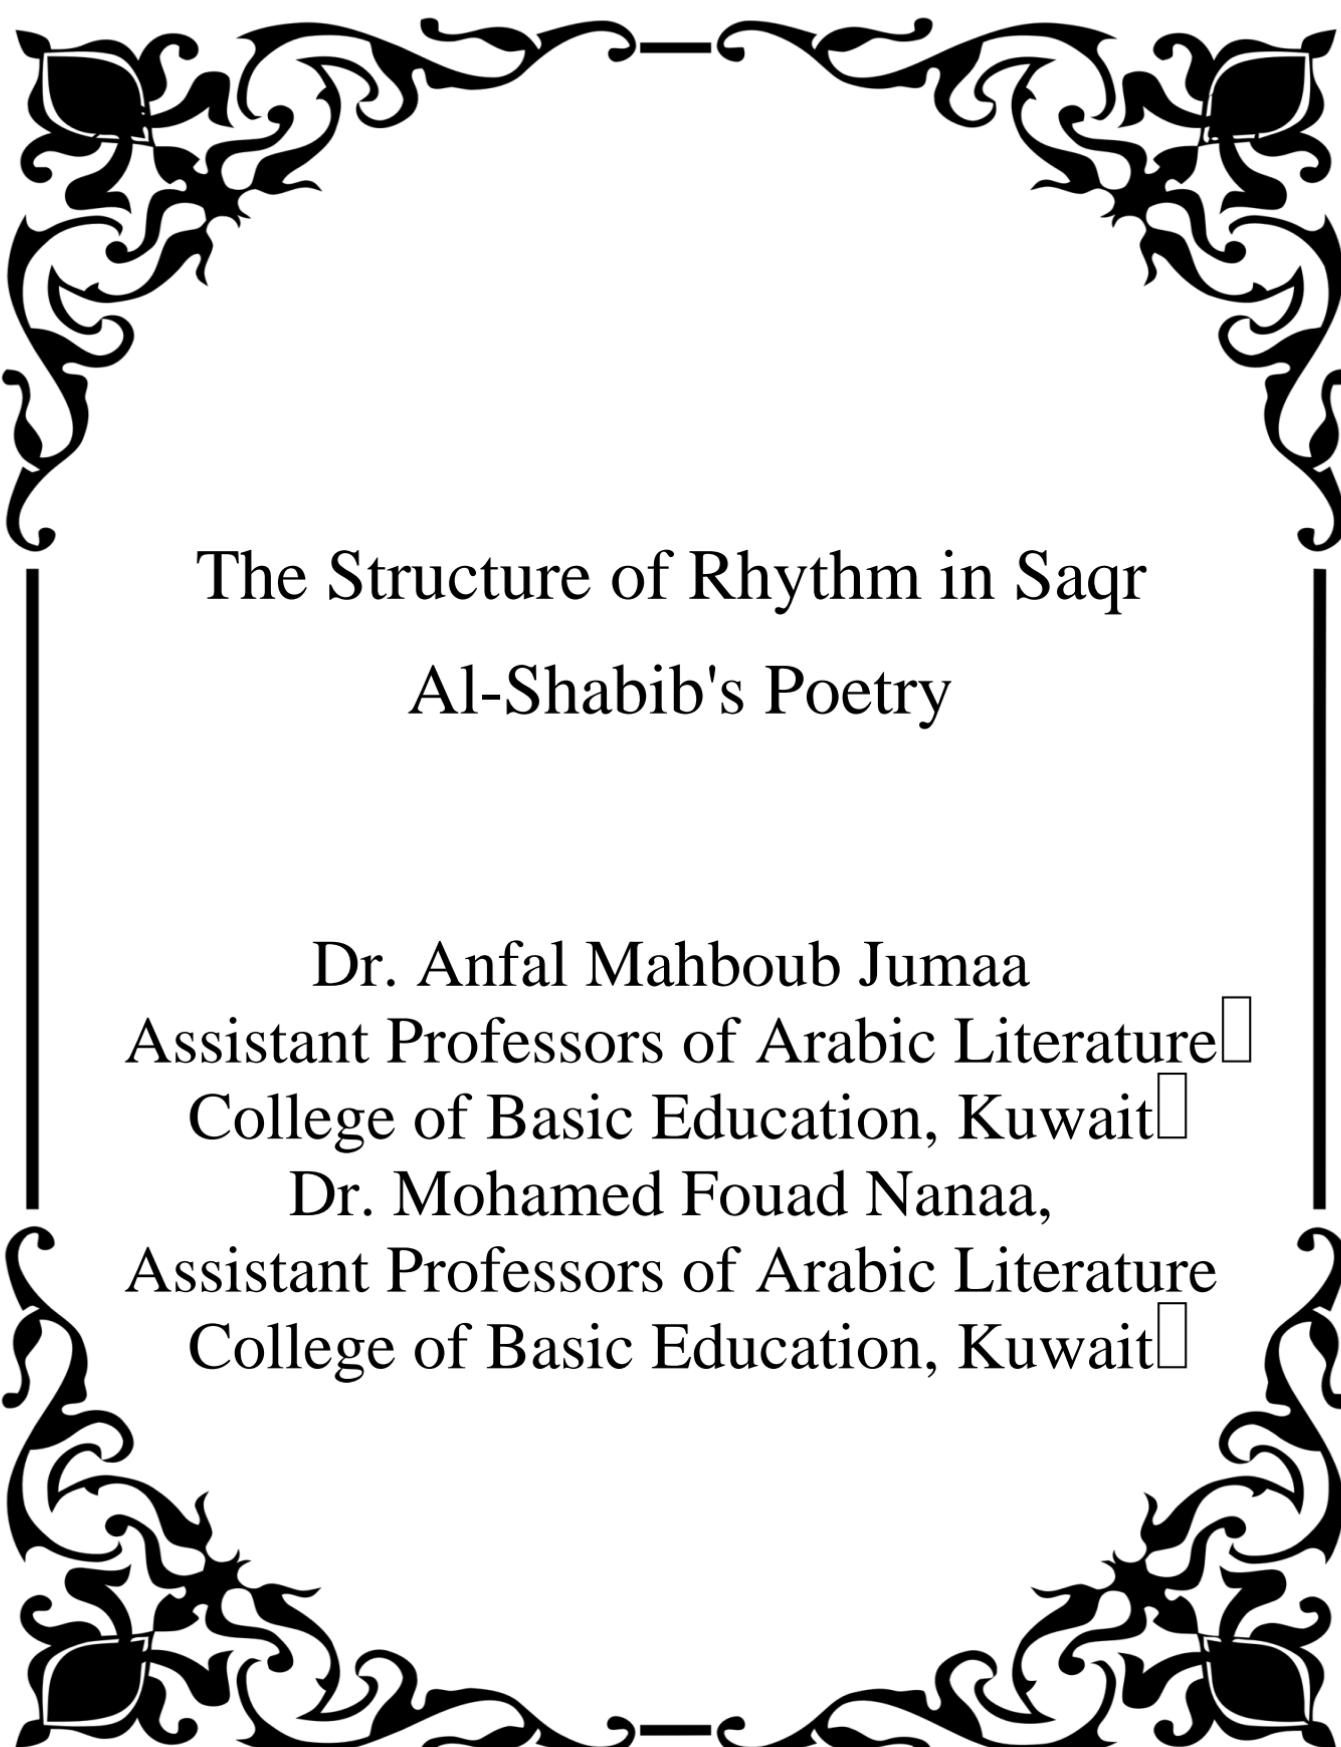 The Structure of Rhythm in Saqr
Al-Shabib's Poetry
Dr. Anfal Mahboub Jumaa
Assistant Professors of Arabic Literature
College of Basic Education, Kuwait
Dr. Mohamed Fouad Nanaa,
Assistant Professors of Arabic Literature
College of Basic Education, Kuwait